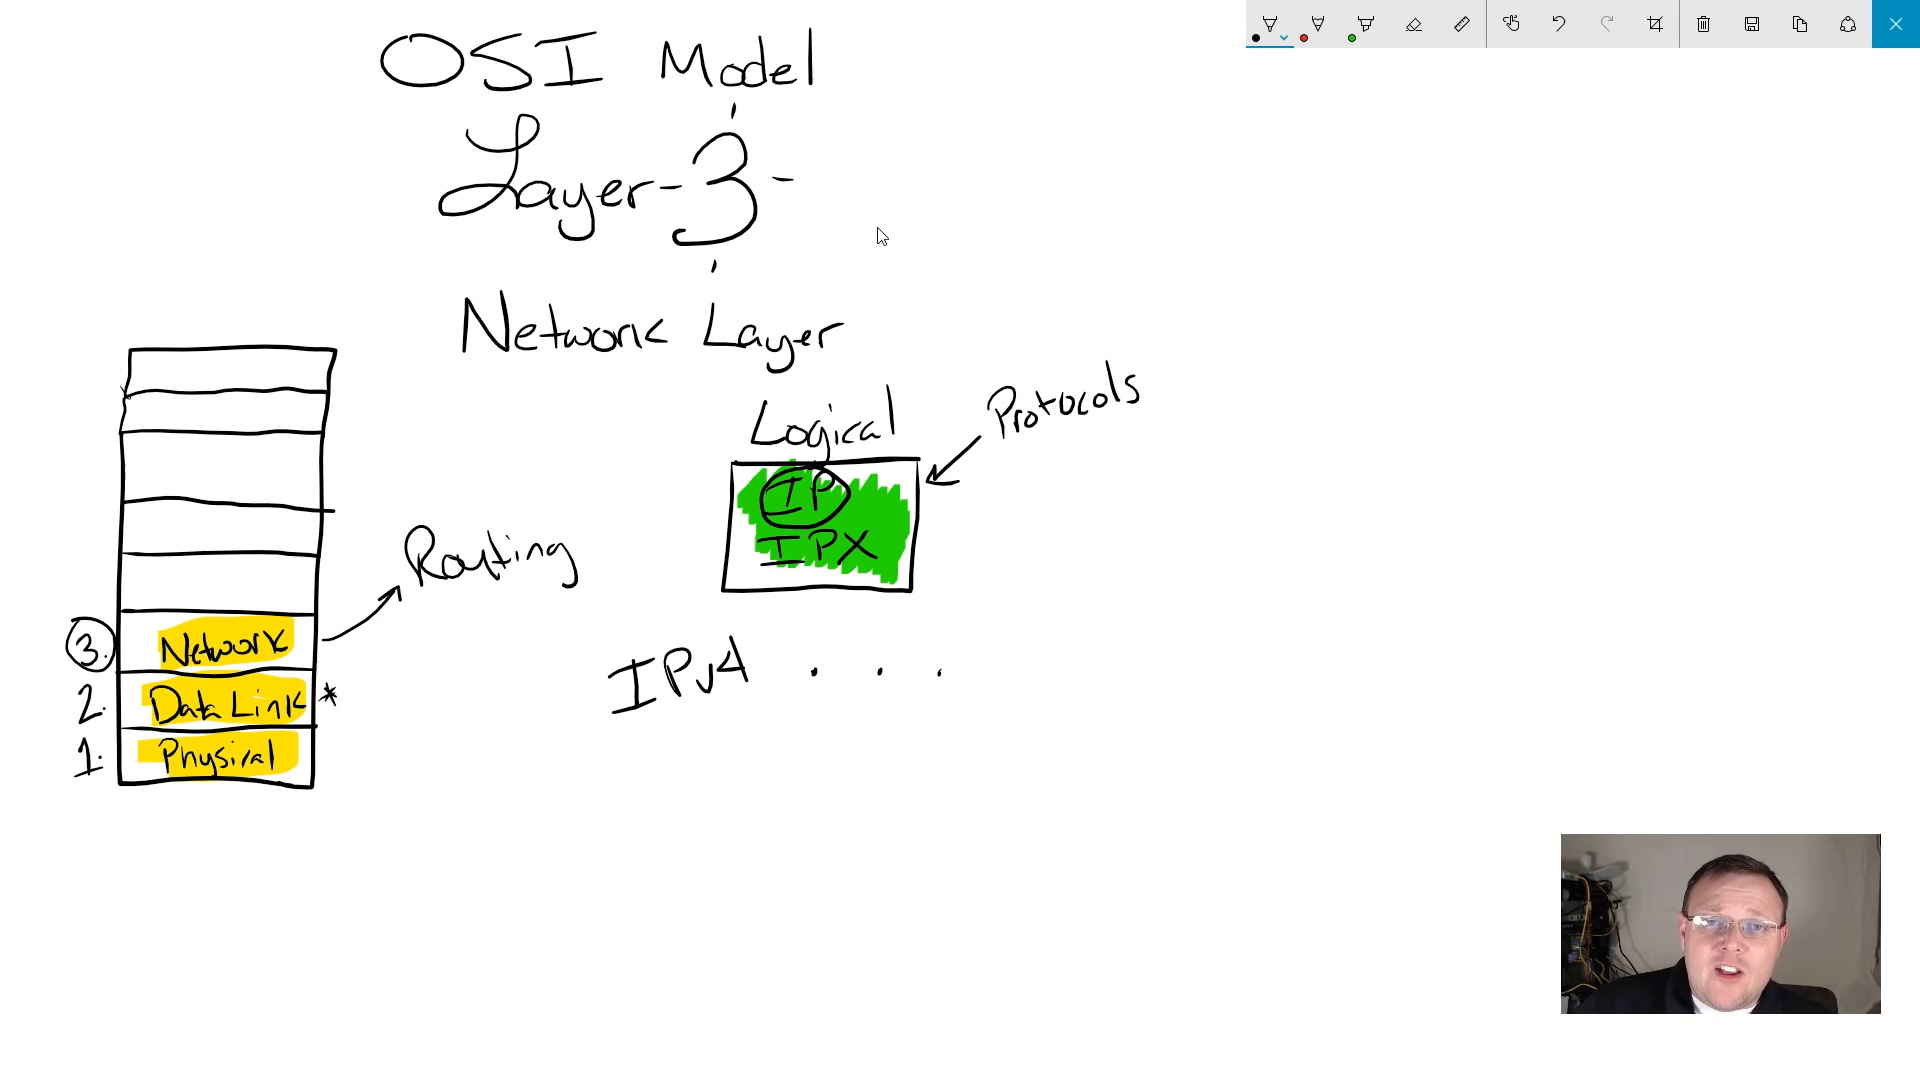 OSI Model
Layer-3-
Network Layer
Logical
Protocols
IP
IPX
Routing
IPv4 . . .
3. Network
2. Data Link *
1. Physical